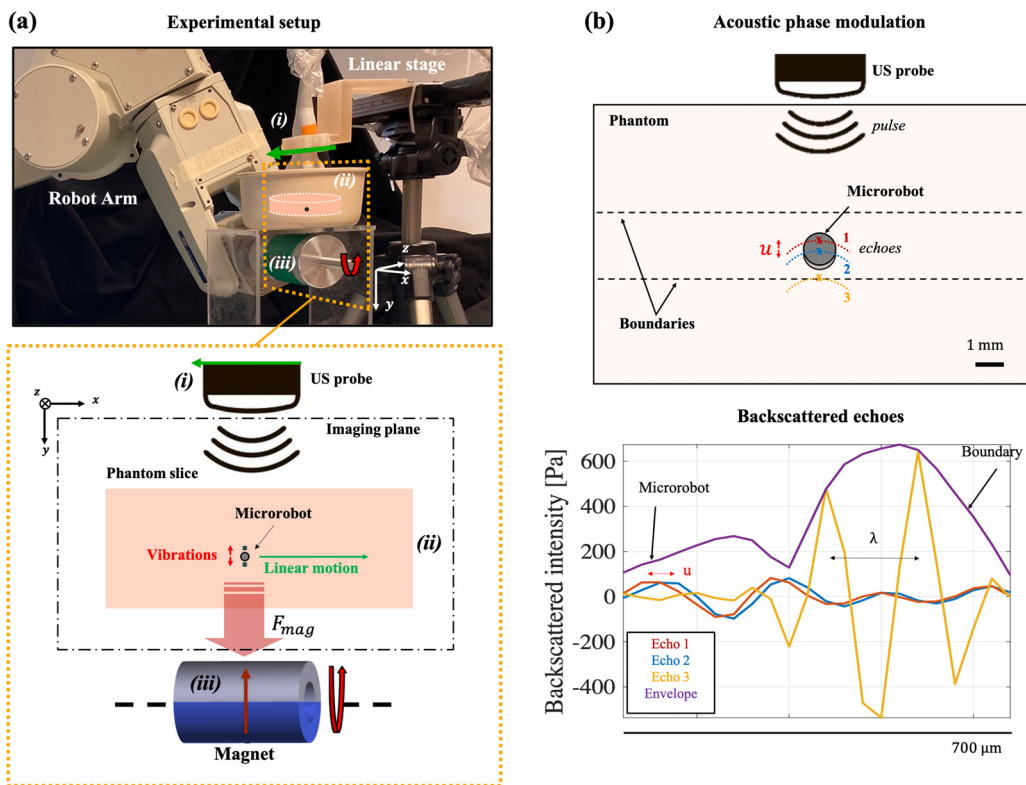 (a)
Experimental setup
Linear stage
(i)
(ii)
Robot Arm
(iii)
z
x
y
(i)
US probe
z
x
y
Imaging plane
Phantom slice
Microrobot
(ii)
Vibrations
Linear motion
Fmag
(iii)
Magnet
(b)
Acoustic phase modulation
US probe
Phantom
pulse
Microrobot
u
1
echoes
2
3
Boundaries
1 mm
Backscattered echoes
Backscattered intensity [Pa]
600
400
200
0
-200
-400
Microrobot
Boundary
λ
u
Echo 1
Echo 2
Echo 3
Envelope
700 μm